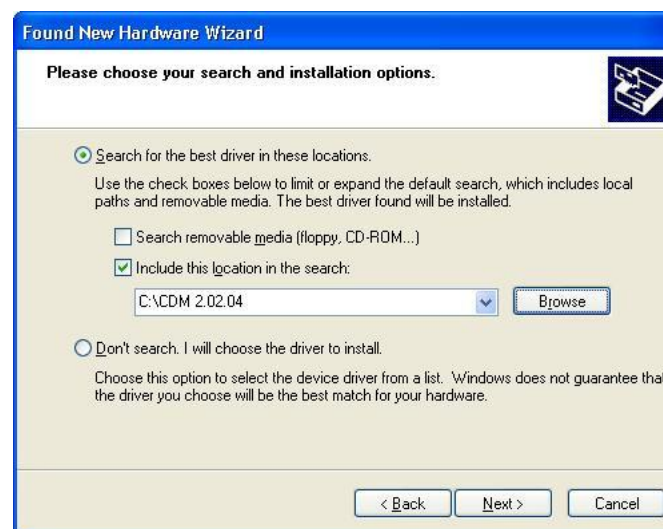 Found New Hardware Wizard
Please choose your search and installation options.
Search for the best driver in these locations.
Use the check boxes below to limit or expand the default search, which includes local
paths and removable media. The best driver found will be installed.
Search removable media (floppy, CD-ROM...)
Include this location in the search:
C:\CDM 2.02.04
Browse
Don't search. I will choose the driver to install.
Choose this option to select the device driver from a list. Windows does not guarantee that
the driver you choose will be the best match for your hardware.
< Back
Next >
Cancel